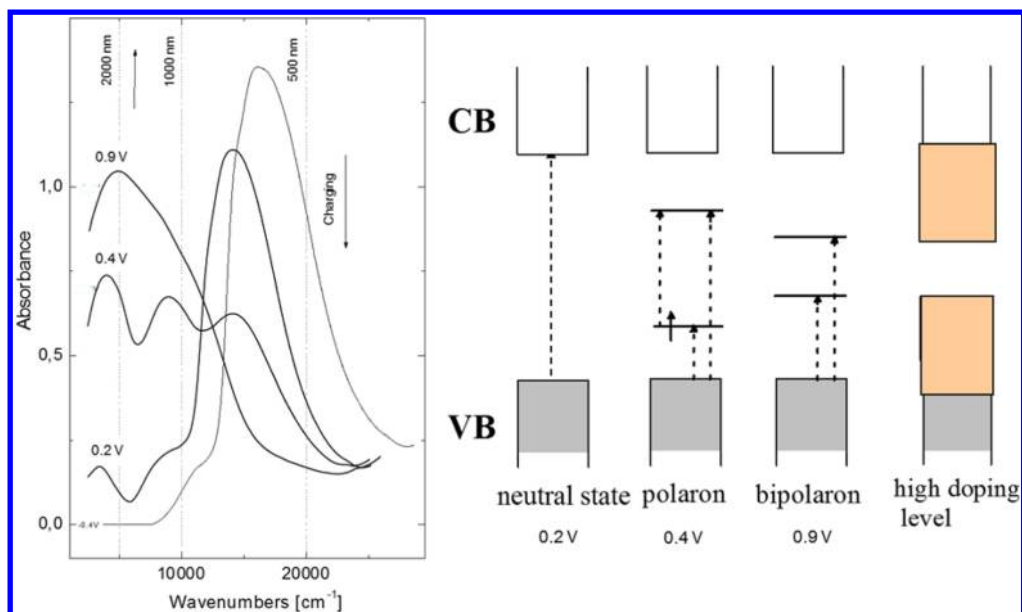 2000 nm
1000 nm
500 nm
0.9 V
0.4 V
0.2 V
-0.4V
Charging
Absorbance
1,0
0,5
0,0
10000
20000
Wavenumbers [cm⁻¹]
CB
VB
neutral state
0.2 V
polaron
0.4 V
bipolaron
0.9 V
high doping
level